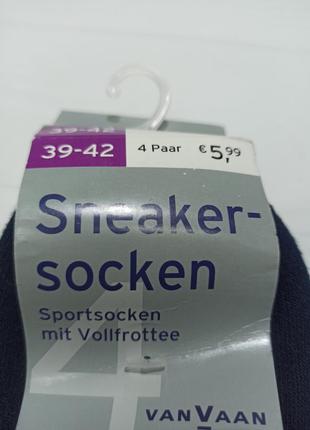 39-42
39-42 4 Paar € 5,99
Sneaker-
socken
Sportsocken
mit Vollfrottee
4
VANVAAN